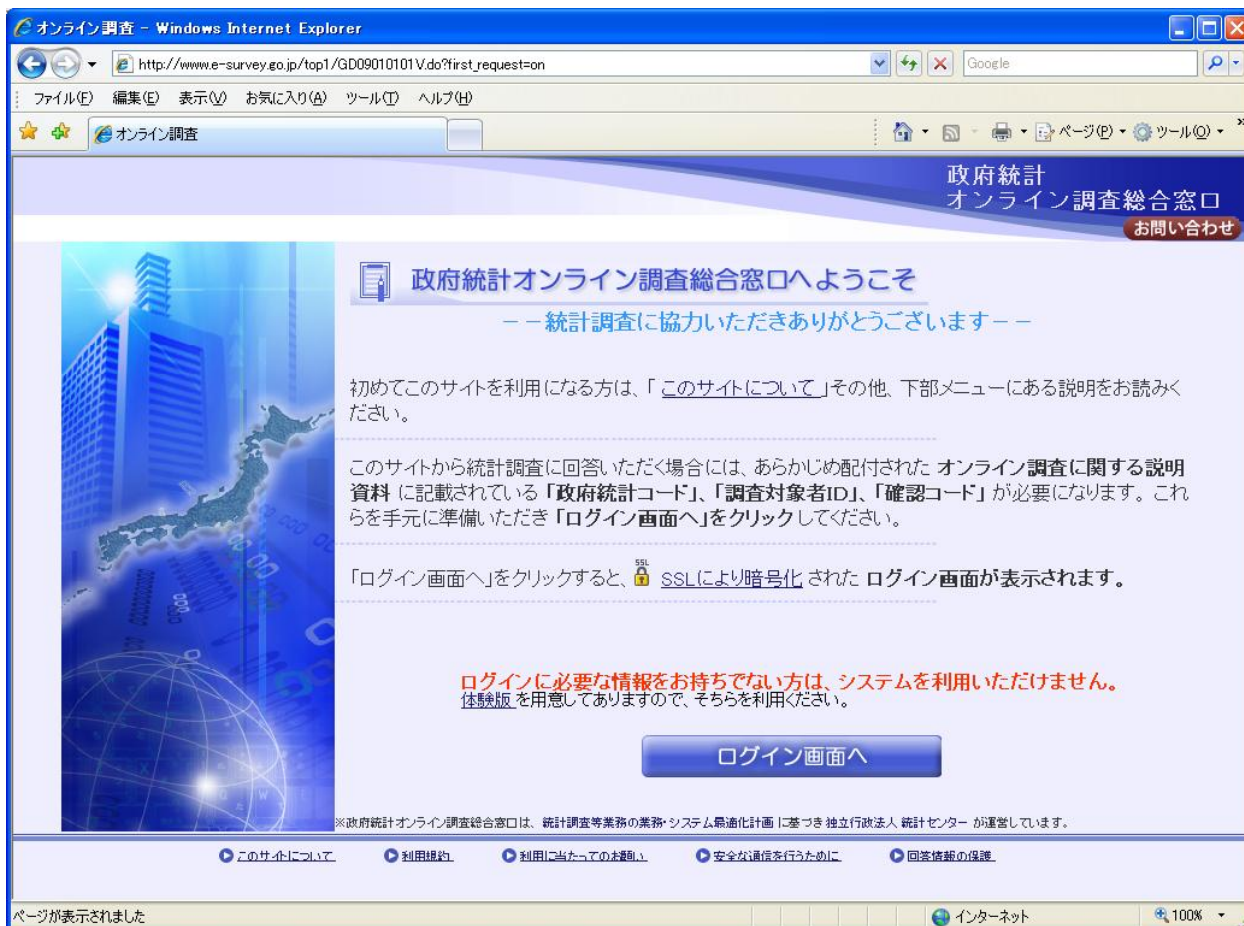 オンライン調査 - Windows Internet Explorer
http://www.e-survey.go.jp/top1/GD09010101V.do?first_request=on
Google
ファイル(F) 編集(E) 表示(V) お気に入り(A) ツール(T) ヘルプ(H)
オンライン調査
ページ(P) ツール(O)
政府統計
オンライン調査総合窓口
お問い合わせ
政府統計オンライン調査総合窓口へようこそ
－－統計調査に協力いただきありがとうございます－－
初めてこのサイトを利用になる方は、「このサイトについて」その他、下部メニューにある説明をお読みく
ださい。
このサイトから統計調査に回答いただく場合には、あらかじめ配付された オンライン調査に関する説明
資料 に記載されている 「政府統計コード」、「調査対象者ID」、「確認コード」 が必要になります。これ
らを手元に準備いただき 「ログイン画面へ」をクリックしてください。
「ログイン画面へ」をクリックすると、 SSL SSLにより暗号化 された ログイン画面が表示されます。
ログインに必要な情報をお持ちでない方は、システムを利用いただけません。
体験版 を用意してありますので、そちらを利用ください。
ログイン画面へ
※政府統計オンライン調査総合窓口は、統計調査等業務の業務・システム最適化計画 に基づき 独立行政法人 統計センター が運営しています。
このサイトについて 利用規約 利用に当たってのお願い 安全な通信を行うために 回答情報の保護
ページが表示されました
インターネット
100%